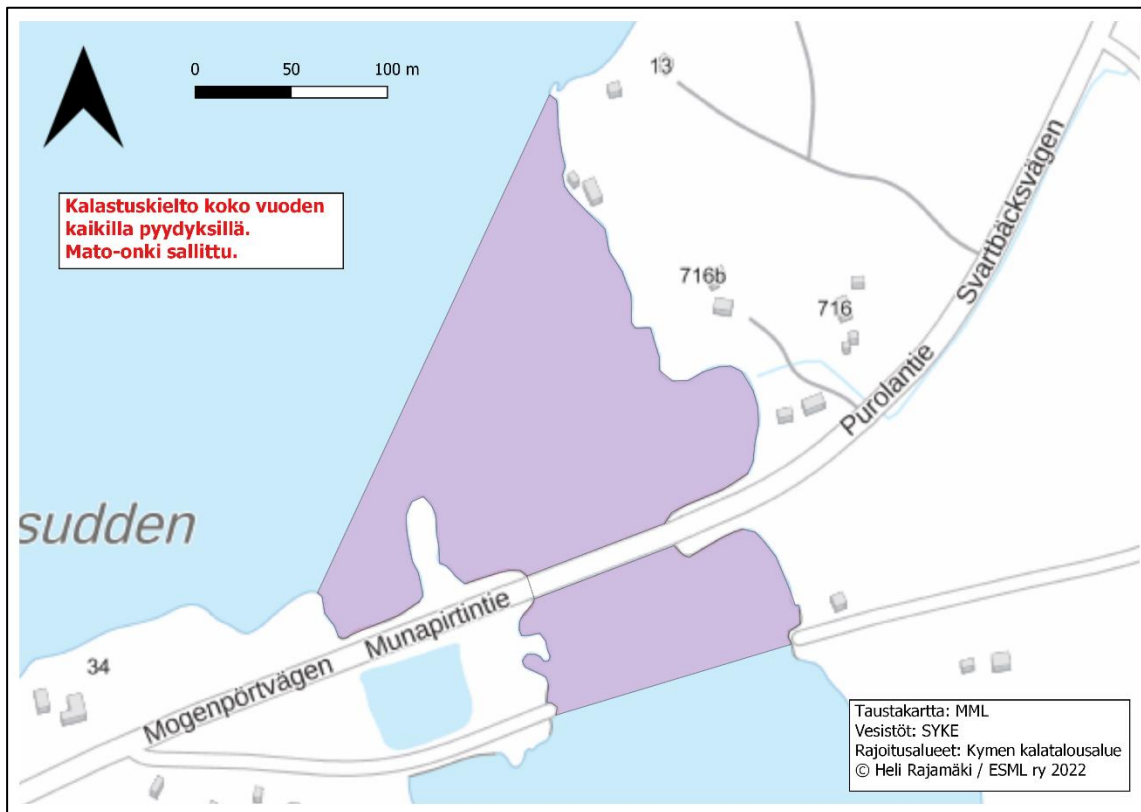 0 50 100 m
13
Kalastuskielto koko vuoden
kaikilla pyydyksillä.
Mato-onki sallittu.
Svartbäcksvägen
716b
716
Purolantie
sudden
Munapirtintie
34
Mogenpörtvägen
Taustakartta: MML
Vesistöt: SYKE
Rajoitusalueet: Kymen kalatalousalue
© Heli Rajamäki / ESML ry 2022